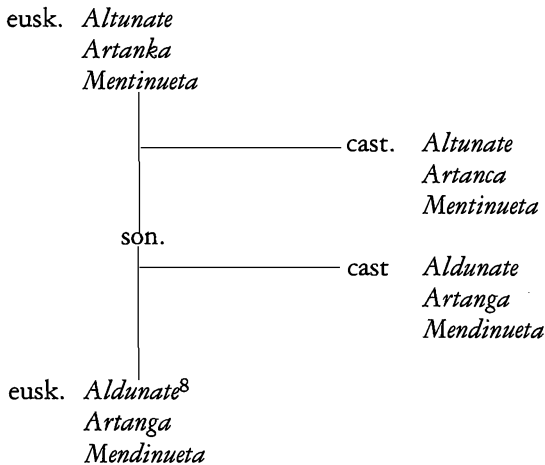 eusk. Altunate
Artanka
Mentinueta
cast. Altunate
Artanca
Mentinueta
son.
cast Aldunate
Artanga
Mendinueta
eusk. Aldunate⁸
Artanga
Mendinueta